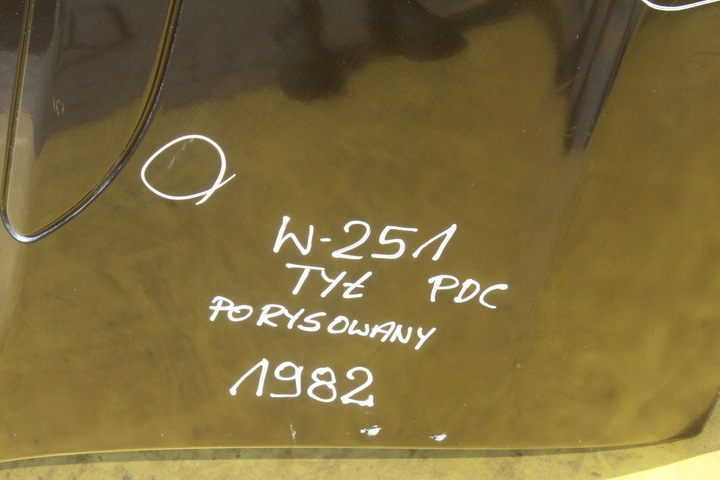 W-251
TYŁ PDC
PORYSOWANY
1982